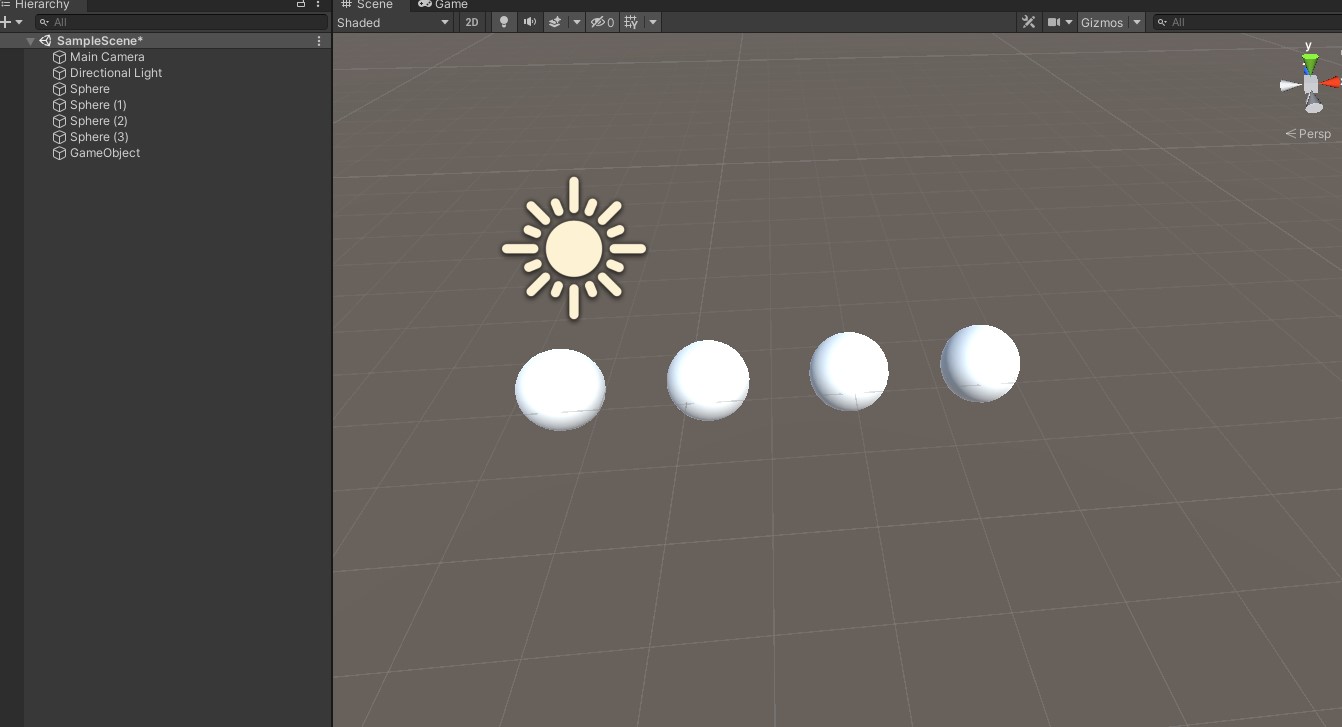 Hierarchy
Scene Game
All
Shaded 2D 0 Gizmos All
SampleScene*
Main Camera
Directional Light
Sphere
Sphere (1)
Sphere (2)
Sphere (3)
GameObject
y
Persp